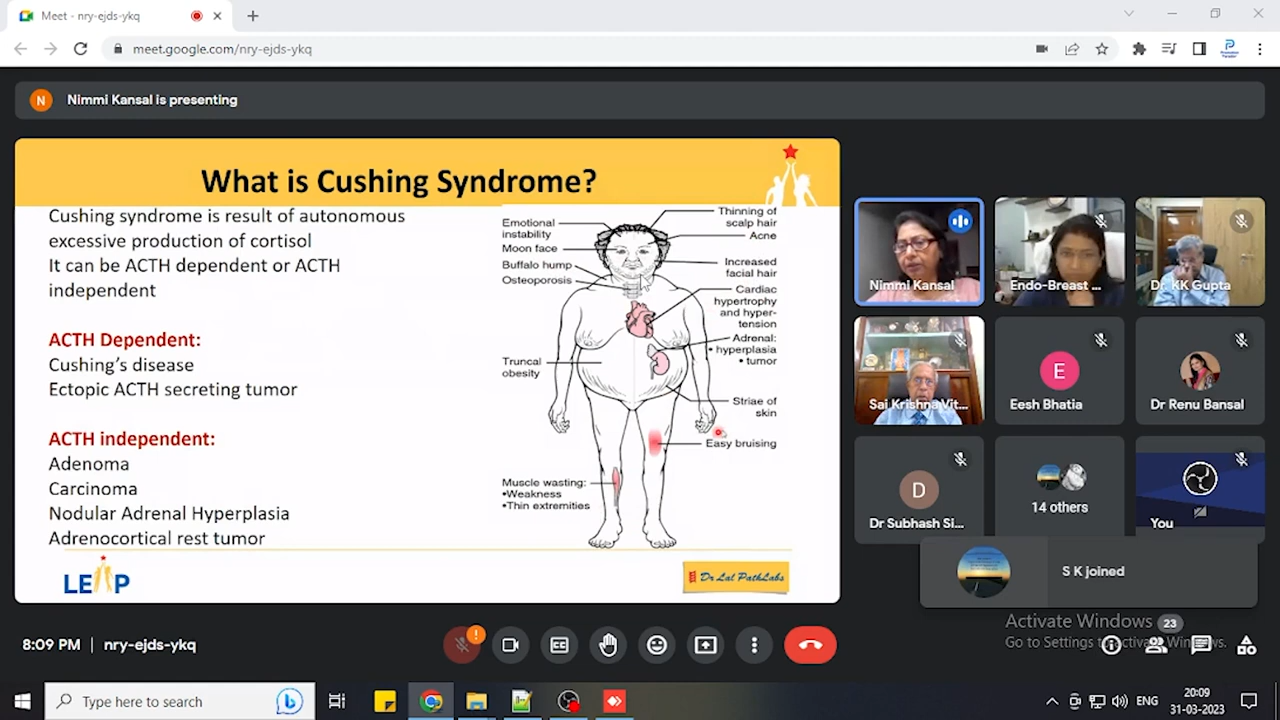 Meet - nry-ejds-ykq
meet.google.com/nry-ejds-ykq
N
Nimmi Kansal is presenting
What is Cushing Syndrome?
Cushing syndrome is result of autonomous
excessive production of cortisol
It can be ACTH dependent or ACTH
independent
ACTH Dependent:
Cushing's disease
Ectopic ACTH secreting tumor
ACTH independent:
Adenoma
Carcinoma
Nodular Adrenal Hyperplasia
Adrenocortical rest tumor
Emotional
instability
Moon face
Buffalo hump
Osteoporosis
Truncal
obesity
Muscle wasting:
•Weakness
•Thin extremities
Thinning of
scalp hair
Acne
Increased
facial hair
Cardiac
hypertrophy
and hyper-
tension
Adrenal:
• hyperplasia
• tumor
Striae of
skin
Easy bruising
LEAP
Dr Lal PathLabs
Nimmi Kansal
Endo-Breast ...
Dr. KK Gupta
Sai Krishna Vit...
E
Eesh Bhatia
Dr Renu Bansal
D
Dr Subhash Si...
14 others
You
S K joined
Activate Windows
23
Go to Settings t Activate Windows.
8:09 PM | nry-ejds-ykq
Type here to search
ENG
20:09
31-03-2023